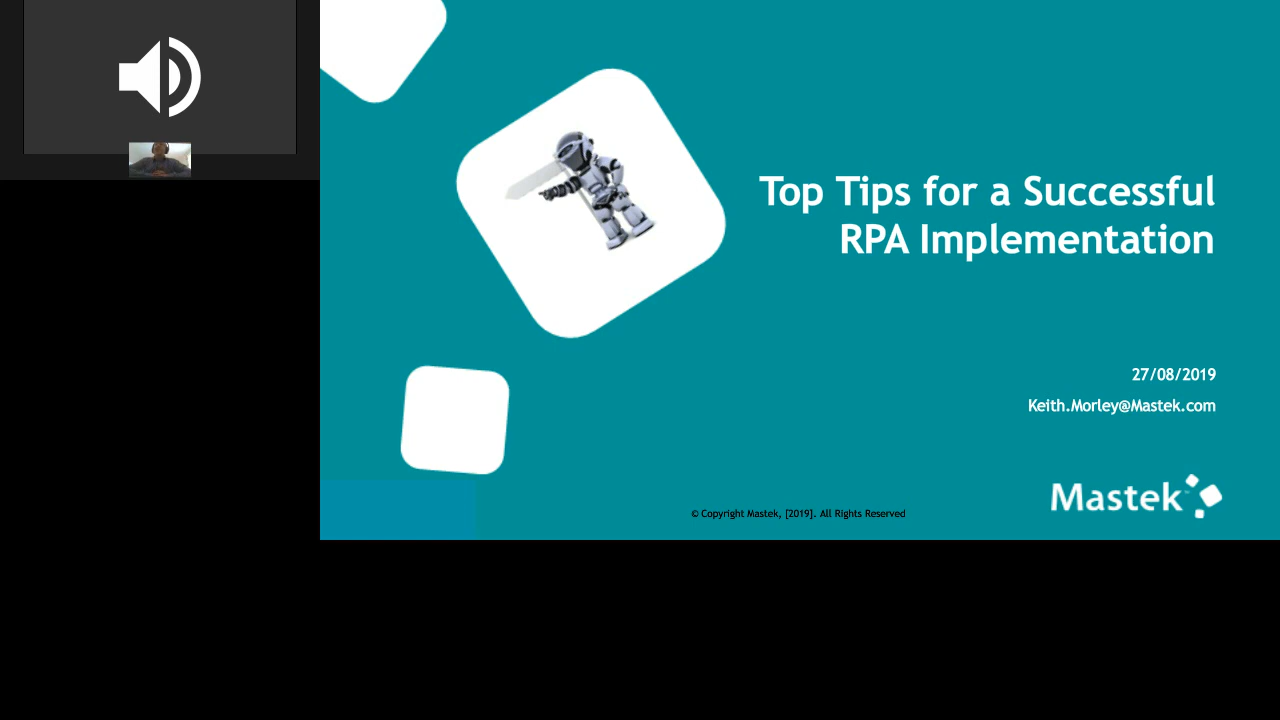 Top Tips for a Successful
RPA Implementation
27/08/2019
Keith.Morley@Mastek.com
Mastek™
© Copyright Mastek, [2019]. All Rights Reserved